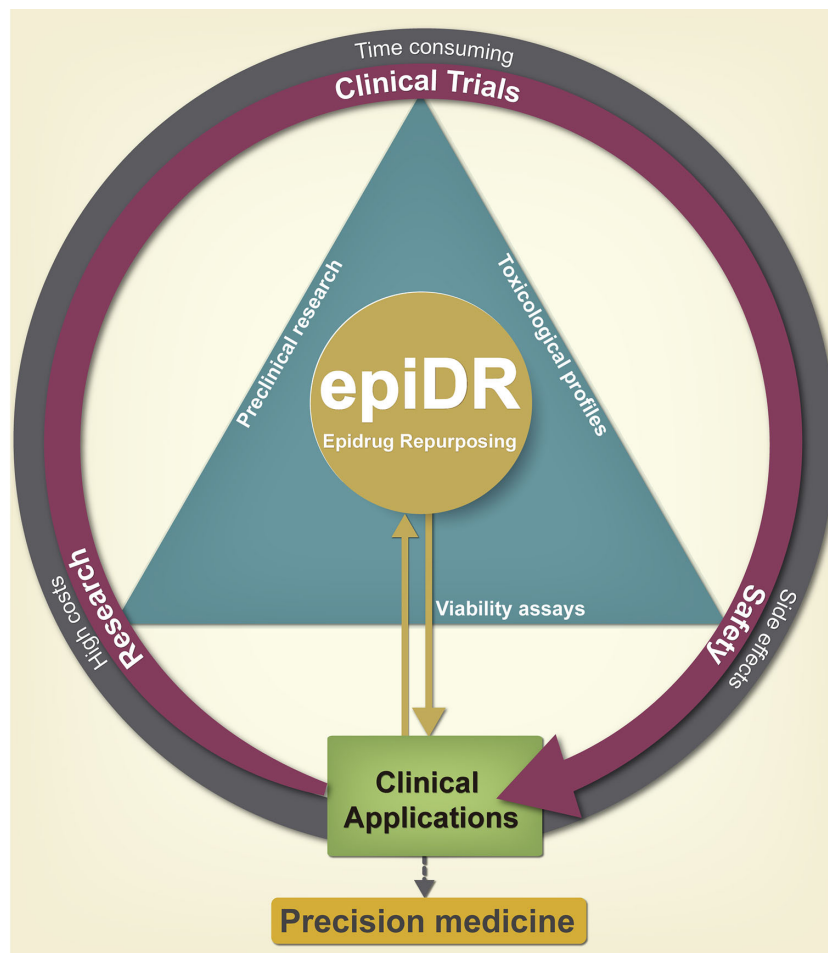 Time consuming
Clinical Trials
Preclinical research
Toxicological profiles
epiDR
Epidrug Repurposing
Viability assays
Research
High costs
Safety
Side effects
Clinical
Applications
Precision medicine